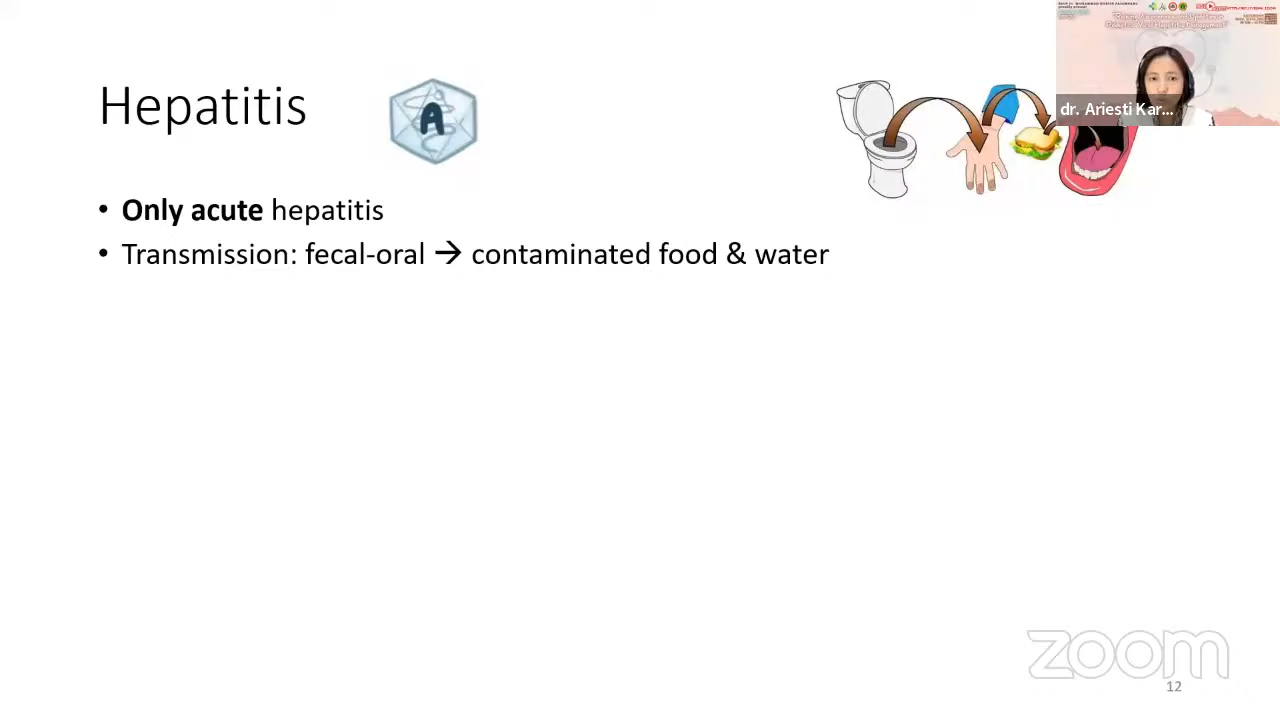 Hepatitis
A
• Only acute hepatitis
• Transmission: fecal-oral → contaminated food & water
dr. Ariesti Kar...
zoom
12